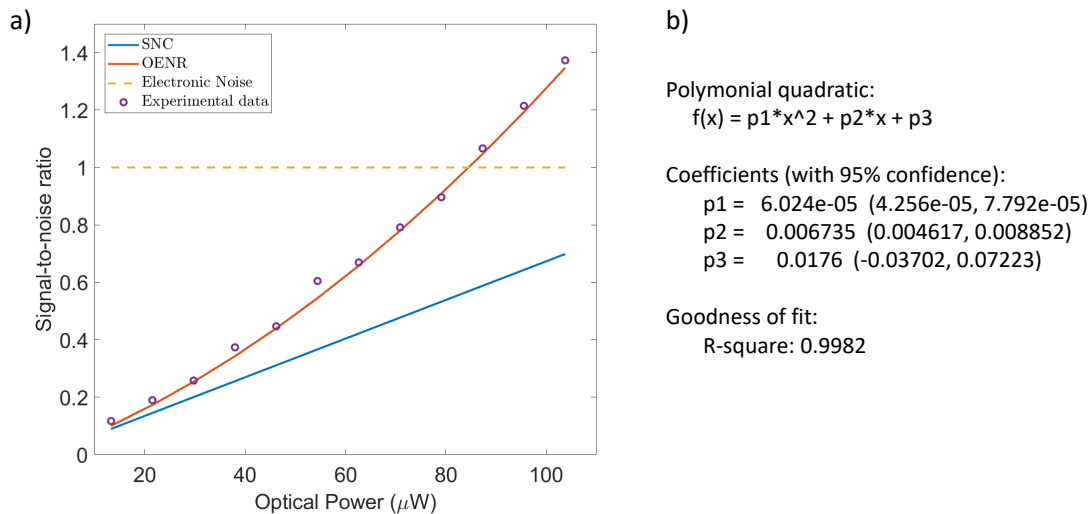 a)
SNC
OENR
Electronic Noise
Experimental data
1.4
1.2
1
0.8
0.6
0.4
0.2
0
Signal-to-noise ratio
20
40
60
80
100
Optical Power (μW)
b)
Polymonial quadratic:
f(x) = p1*x^2 + p2*x + p3
Coefficients (with 95% confidence):
p1 = 6.024e-05 (4.256e-05, 7.792e-05)
p2 = 0.006735 (0.004617, 0.008852)
p3 = 0.0176 (-0.03702, 0.07223)
Goodness of fit:
R-square: 0.9982